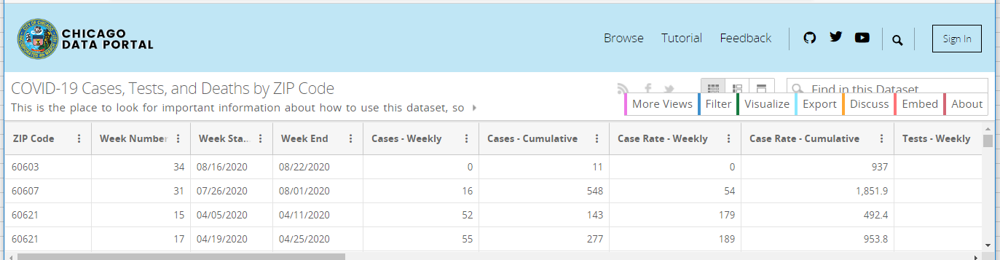 CHICAGO
DATA PORTAL
Browse Tutorial Feedback Sign In
COVID-19 Cases, Tests, and Deaths by ZIP Code
Find in this Dataset
This is the place to look for important information about how to use this dataset, so
More Views Filter Visualize Export Discuss Embed About
ZIP Code Week Number Week Sta... Week End Cases - Weekly Cases - Cumulative Case Rate - Weekly Case Rate - Cumulative Tests - Weekly
60603 34 08/16/2020 08/22/2020 0 11 0 937
60607 31 07/26/2020 08/01/2020 16 548 54 1,851.9
60621 15 04/05/2020 04/11/2020 52 143 179 492.4
60621 17 04/19/2020 04/25/2020 55 277 189 953.8